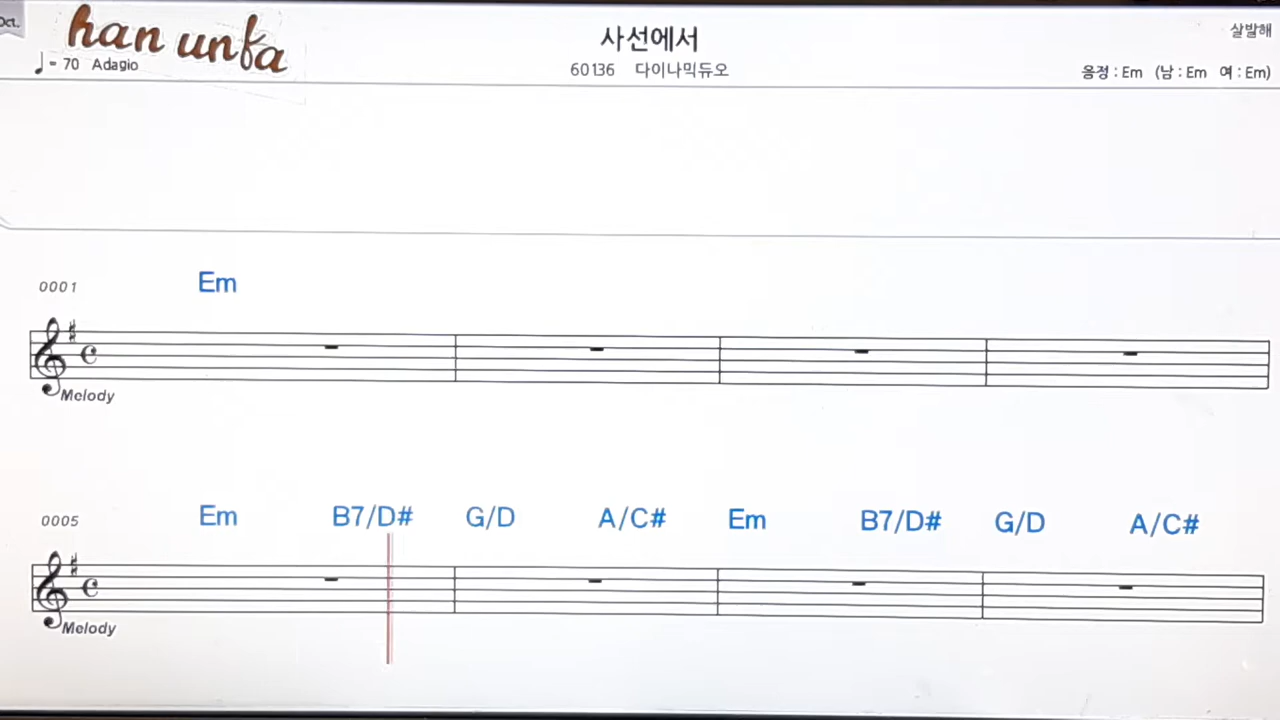 Oct.
han unfa
사선에서
살발해
♩= 70 Adagio
60136 다이나믹듀오
음정 : Em (남 : Em 여 : Em)
0001
Em
Melody
0005
Em B7/D# G/D A/C# Em B7/D# G/D A/C#
Melody